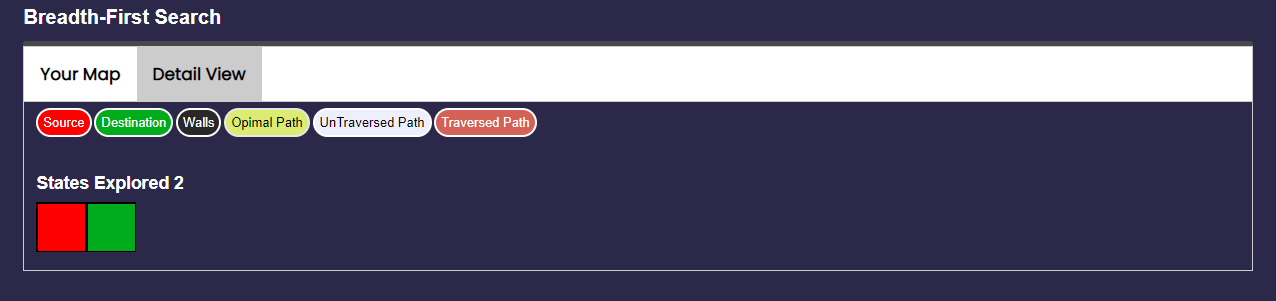 Breadth-First Search
Your Map Detail View
Source Destination Walls Opimal Path UnTraversed Path Traversed Path
States Explored 2